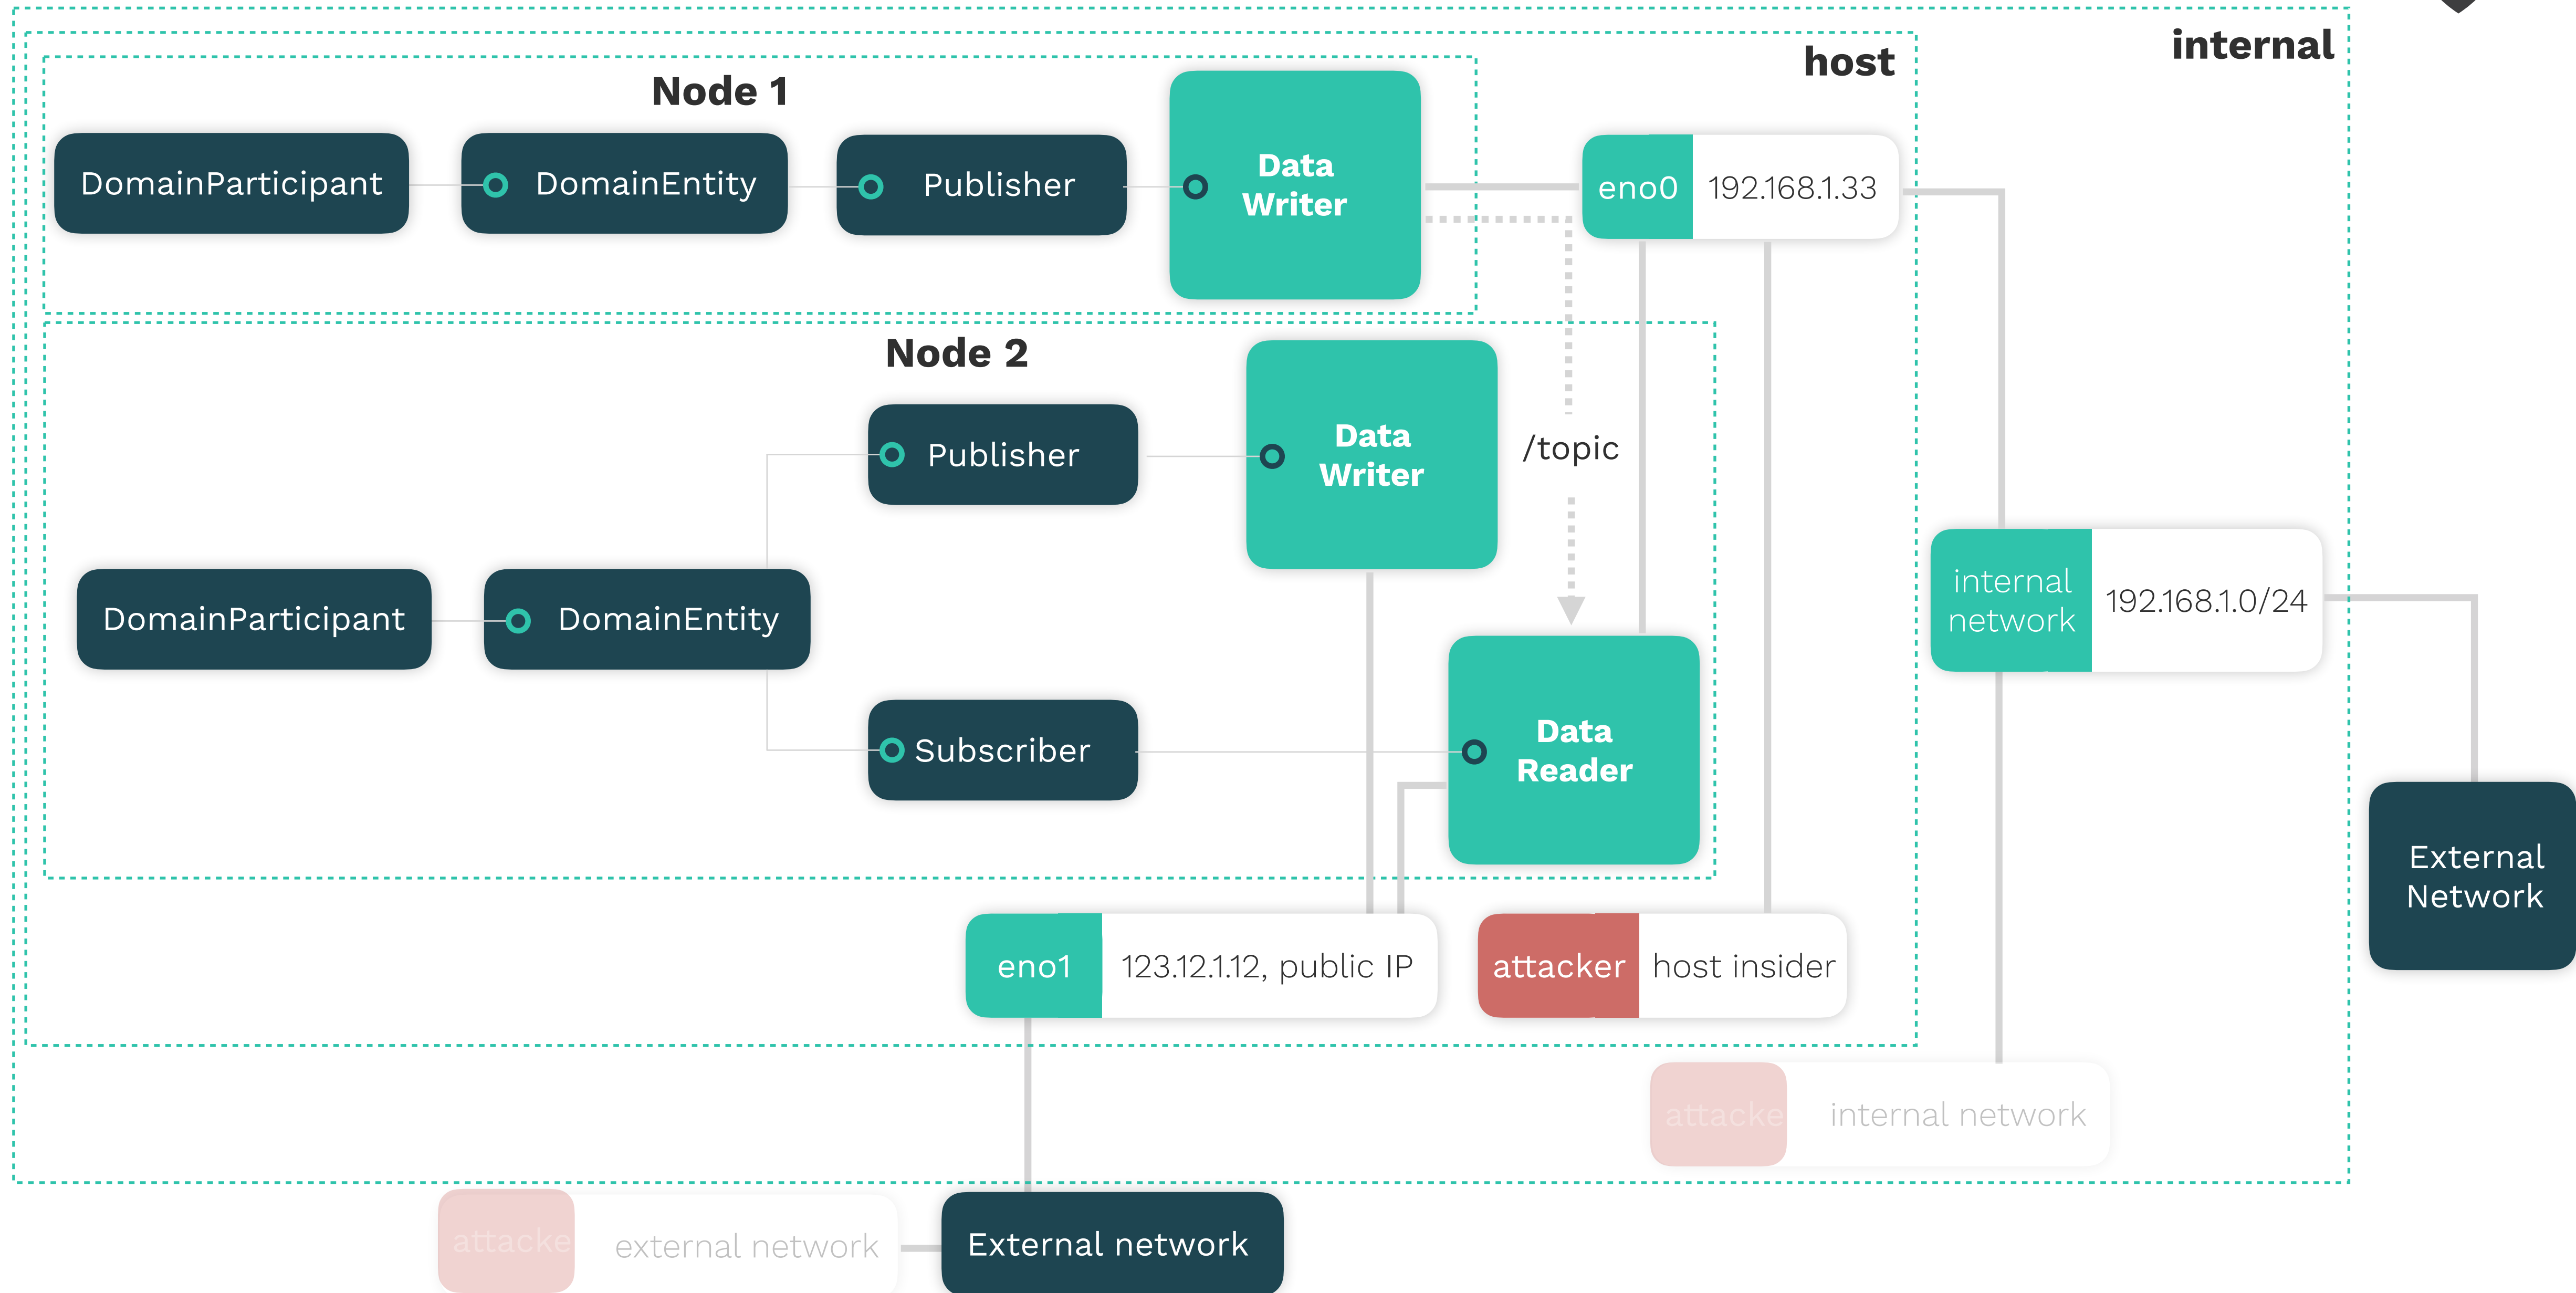 internal
host
Node 1
DomainParticipant
DomainEntity
Publisher
Data
Writer
eno0
192.168.1.33
Node 2
Publisher
Data
Writer
/topic
DomainParticipant
DomainEntity
internal
network
192.168.1.0/24
Subscriber
Data
Reader
External
Network
eno1
123.12.1.12, public IP
attacker
host insider
attacke
internal network
attacke
external network
External network